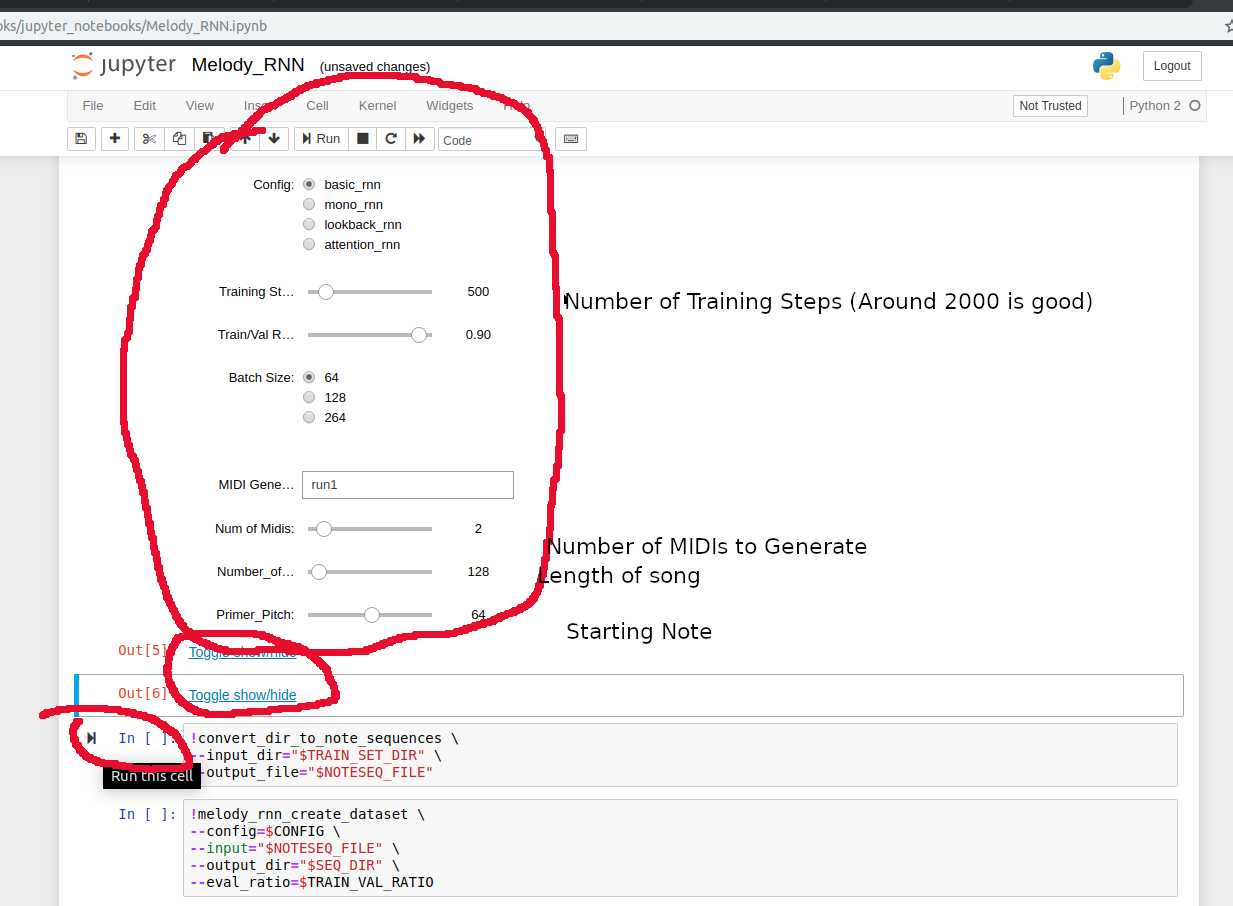 oks/jupyter_notebooks/Melody_RNN.ipynb
jupyter Melody_RNN (unsaved changes) Logout
File Edit View Insert Cell Kernel Widgets Help Not Trusted Python 2
Run Code
Config: basic_rnn
mono_rnn
lookback_rnn
attention_rnn
Training St… 500
Number of Training Steps (Around 2000 is good)
Train/Val R… 0.90
Batch Size: 64
128
264
MIDI Gene… run1
Num of Midis: 2
Number of MIDIs to Generate
Number_of… 128
Length of song
Primer_Pitch: 64
Starting Note
Out[5]: Toggle show/hide
Out[6]: Toggle show/hide
In [ ]: !convert_dir_to_note_sequences \
--input_dir="$TRAIN_SET_DIR" \
--output_file="$NOTESEQ_FILE"
Run this cell
In [ ]: !melody_rnn_create_dataset \
--config=$CONFIG \
--input="$NOTESEQ_FILE" \
--output_dir="$SEQ_DIR" \
--eval_ratio=$TRAIN_VAL_RATIO